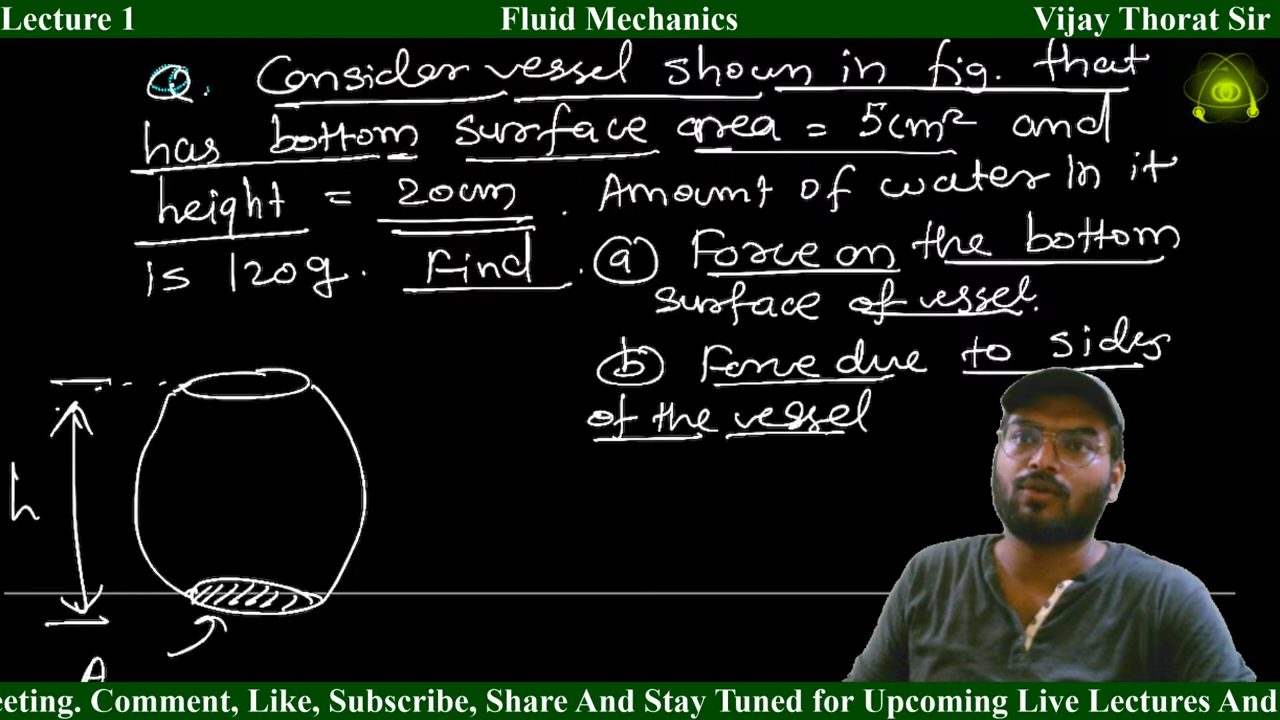 Lecture 1 Fluid Mechanics Vijay Thorat Sir
Q. Consider vessel shown in fig. that
has bottom surface area = 5cm² and
height = 20cm. Amount of water in it
is 120g. Find. (a) Force on the bottom
surface of vessel.
(b) Force due to sides
of the vessel
h
A
eeting. Comment, Like, Subscribe, Share And Stay Tuned for Upcoming Live Lectures And